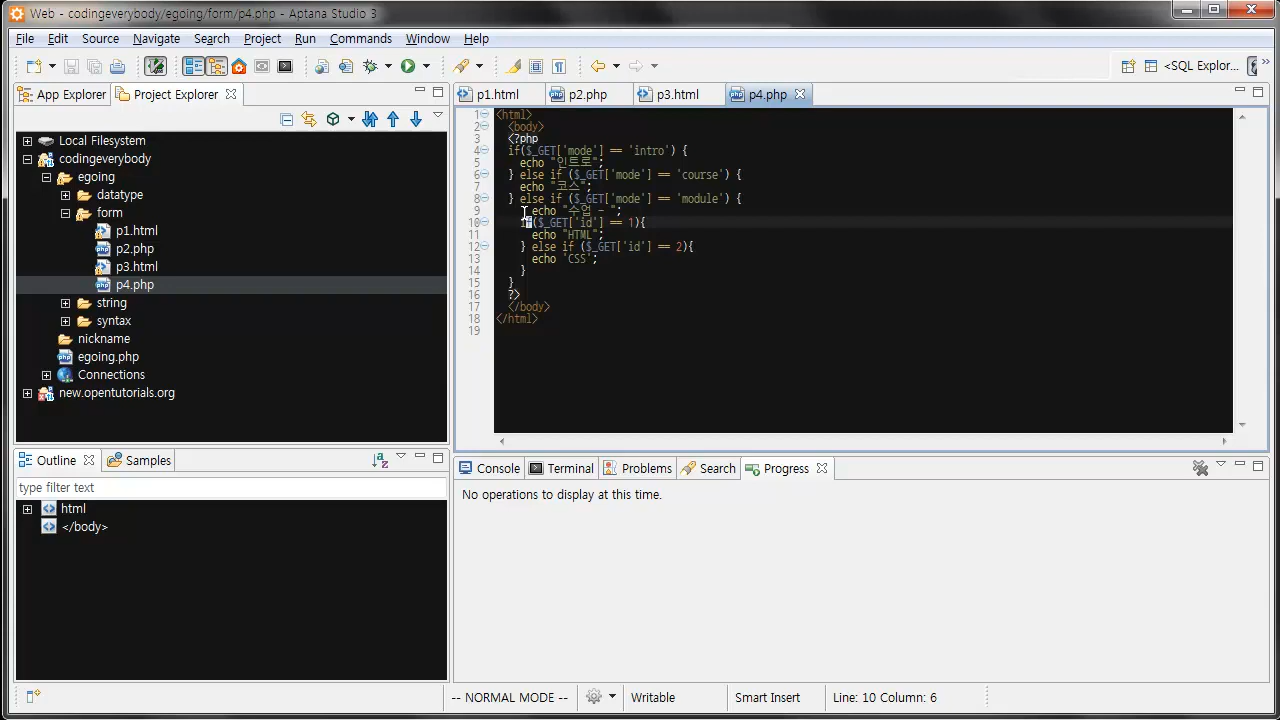 Web - codingeverybody/egoing/form/p4.php - Aptana Studio 3
File Edit Source Navigate Search Project Run Commands Window Help
<SQL Explor...
App Explorer Project Explorer
p1.html p2.php p3.html p4.php
Local Filesystem
codingeverybody
egoing
datatype
form
p1.html
p2.php
p3.html
p4.php
string
syntax
nickname
egoing.php
Connections
new.opentutorials.org
1 <html>
2 <body>
3 <?php
4 if($_GET['mode'] == 'intro') {
5 echo "인트로";
6 } else if ($_GET['mode'] == 'course') {
7 echo "코스";
8 } else if ($_GET['mode'] == 'module') {
9 echo "수업 - ";
10 if($_GET['id'] == 1){
11 echo "HTML";
12 } else if ($_GET['id'] == 2){
13 echo 'CSS';
14 }
15 }
16 ?>
17 </body>
18 </html>
19
Outline Samples
type filter text
html
</body>
Console Terminal Problems Search Progress
No operations to display at this time.
-- NORMAL MODE -- Writable Smart Insert Line: 10 Column: 6